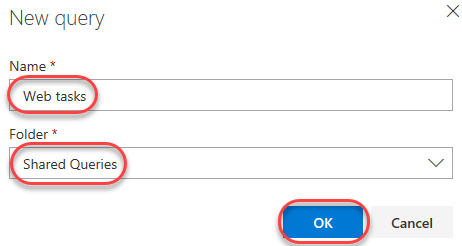 New query
Name *
Web tasks
Folder *
Shared Queries
OK Cancel